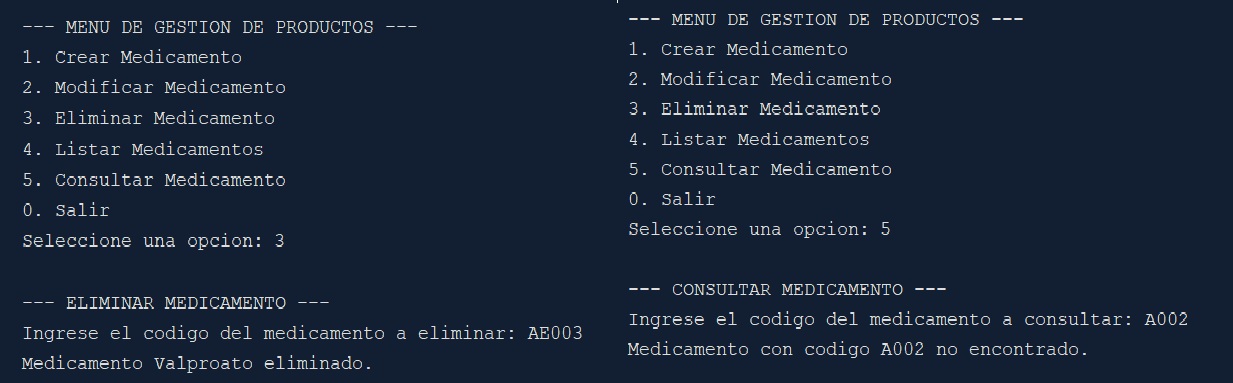 --- MENU DE GESTION DE PRODUCTOS ---
1. Crear Medicamento
2. Modificar Medicamento
3. Eliminar Medicamento
4. Listar Medicamentos
5. Consultar Medicamento
0. Salir
Seleccione una opcion: 3
--- ELIMINAR MEDICAMENTO ---
Ingrese el codigo del medicamento a eliminar: AE003
Medicamento Valproato eliminado.
--- MENU DE GESTION DE PRODUCTOS ---
1. Crear Medicamento
2. Modificar Medicamento
3. Eliminar Medicamento
4. Listar Medicamentos
5. Consultar Medicamento
0. Salir
Seleccione una opcion: 5
--- CONSULTAR MEDICAMENTO ---
Ingrese el codigo del medicamento a consultar: A002
Medicamento con codigo A002 no encontrado.